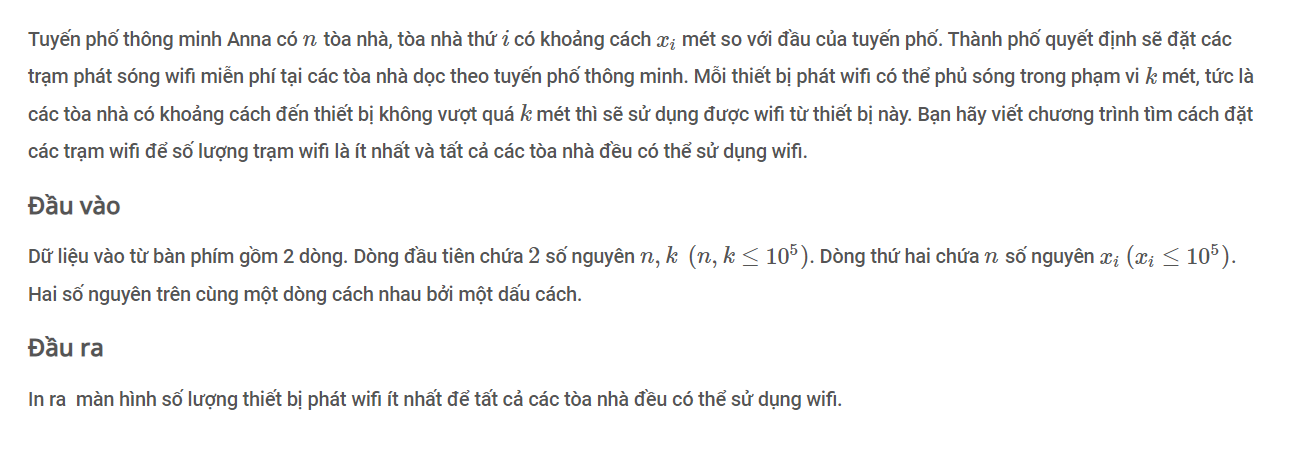 Tuyến phố thông minh Anna có n tòa nhà, tòa nhà thứ i có khoảng cách xᵢ mét so với đầu của tuyến phố. Thành phố quyết định sẽ đặt các
trạm phát sóng wifi miễn phí tại các tòa nhà dọc theo tuyến phố thông minh. Mỗi thiết bị phát wifi có thể phủ sóng trong phạm vi k mét, tức là
các tòa nhà có khoảng cách đến thiết bị không vượt quá k mét thì sẽ sử dụng được wifi từ thiết bị này. Bạn hãy viết chương trình tìm cách đặt
các trạm wifi để số lượng trạm wifi là ít nhất và tất cả các tòa nhà đều có thể sử dụng wifi.
Đầu vào
Dữ liệu vào từ bàn phím gồm 2 dòng. Dòng đầu tiên chứa 2 số nguyên n, k (n, k ≤ 10⁵). Dòng thứ hai chứa n số nguyên xᵢ (xᵢ ≤ 10⁵).
Hai số nguyên trên cùng một dòng cách nhau bởi một dấu cách.
Đầu ra
In ra màn hình số lượng thiết bị phát wifi ít nhất để tất cả các tòa nhà đều có thể sử dụng wifi.